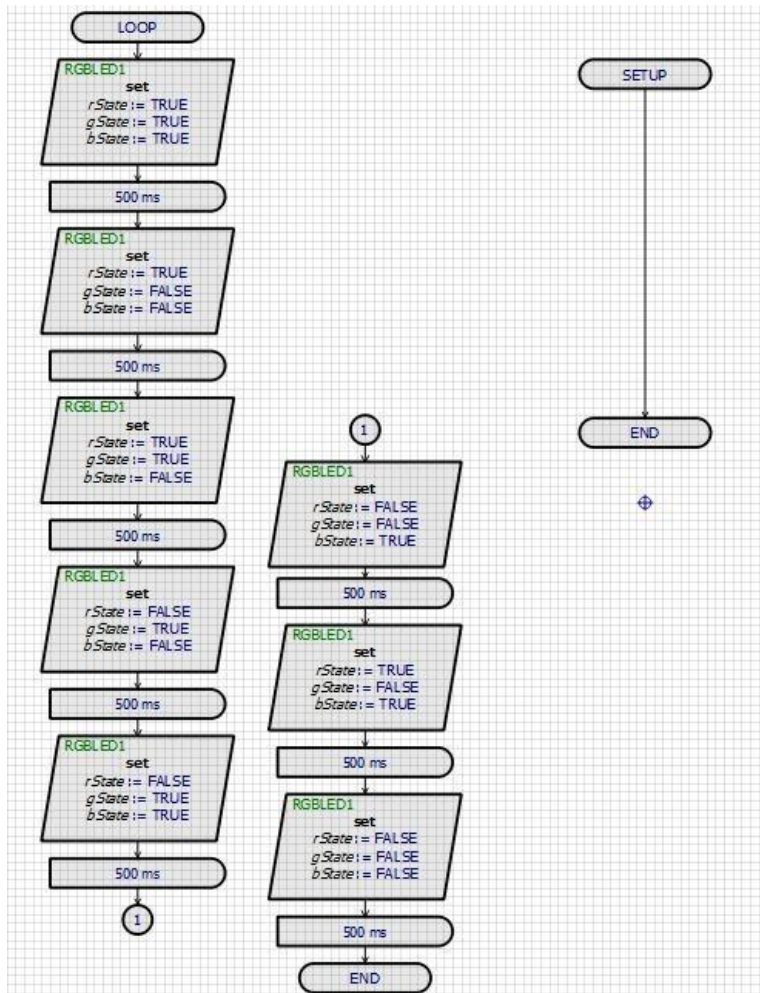 LOOP
RGBLED1
set
rState:= TRUE
gState:= TRUE
bState:= TRUE
500 ms
RGBLED1
set
rState:= TRUE
gState:= FALSE
bState:= FALSE
500 ms
RGBLED1
set
rState:= TRUE
gState:= TRUE
bState:= FALSE
500 ms
RGBLED1
set
rState:= FALSE
gState:= TRUE
bState:= FALSE
500 ms
RGBLED1
set
rState:= FALSE
gState:= TRUE
bState:= TRUE
500 ms
1
1
RGBLED1
set
rState:= FALSE
gState:= FALSE
bState:= TRUE
500 ms
RGBLED1
set
rState:= TRUE
gState:= FALSE
bState:= TRUE
500 ms
RGBLED1
set
rState:= FALSE
gState:= FALSE
bState:= FALSE
500 ms
END
SETUP
END